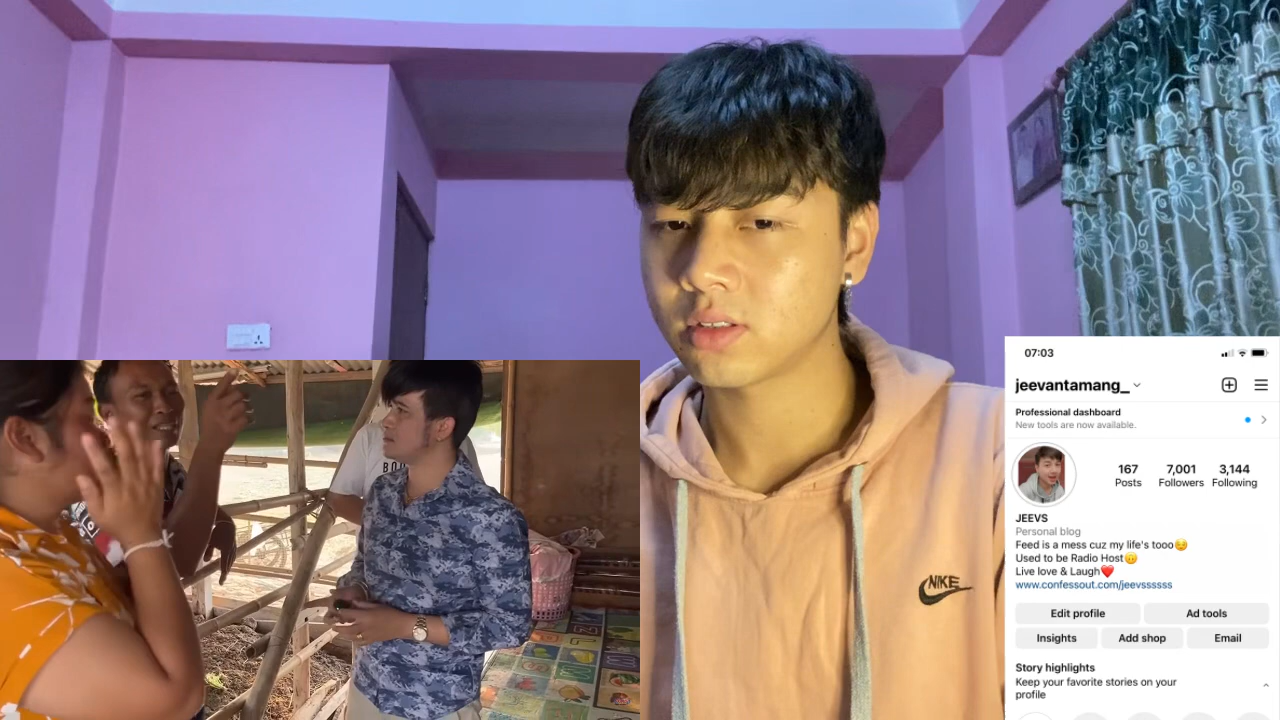 BO
NIKE
07:03
jeevantamang_
Professional dashboard
New tools are now available.
167 7,001 3,144
Posts Followers Following
JEEVS
Personal blog
Feed is a mess cuz my life's tooo😔
Used to be Radio Host🙃
Live love & Laugh❤️
www.confessout.com/jeevssssss
Edit profile Ad tools
Insights Add shop Email
Story highlights
Keep your favorite stories on your
profile